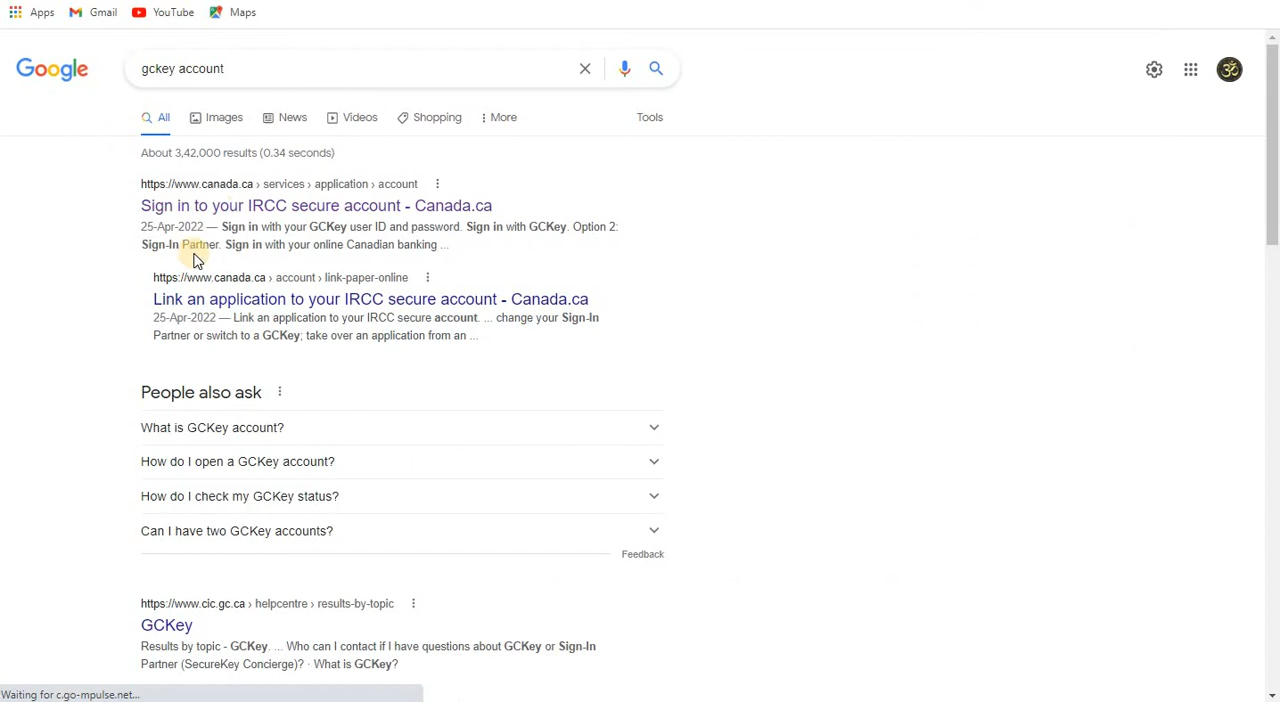 Apps Gmail YouTube Maps
Google
gckey account
All Images News Videos Shopping More Tools
About 3,42,000 results (0.34 seconds)
https://www.canada.ca › services › application › account
Sign in to your IRCC secure account - Canada.ca
25-Apr-2022 — Sign in with your GCKey user ID and password. Sign in with GCKey. Option 2:
Sign-In Partner. Sign in with your online Canadian banking ...
https://www.canada.ca › account › link-paper-online
Link an application to your IRCC secure account - Canada.ca
25-Apr-2022 — Link an application to your IRCC secure account. ... change your Sign-In
Partner or switch to a GCKey; take over an application from an ...
People also ask
What is GCKey account?
How do I open a GCKey account?
How do I check my GCKey status?
Can I have two GCKey accounts?
Feedback
https://www.cic.gc.ca › helpcentre › results-by-topic
GCKey
Results by topic - GCKey. ... Who can I contact if I have questions about GCKey or Sign-In
Partner (SecureKey Concierge)? · What is GCKey?
Waiting for c.go-mpulse.net...
ॐ